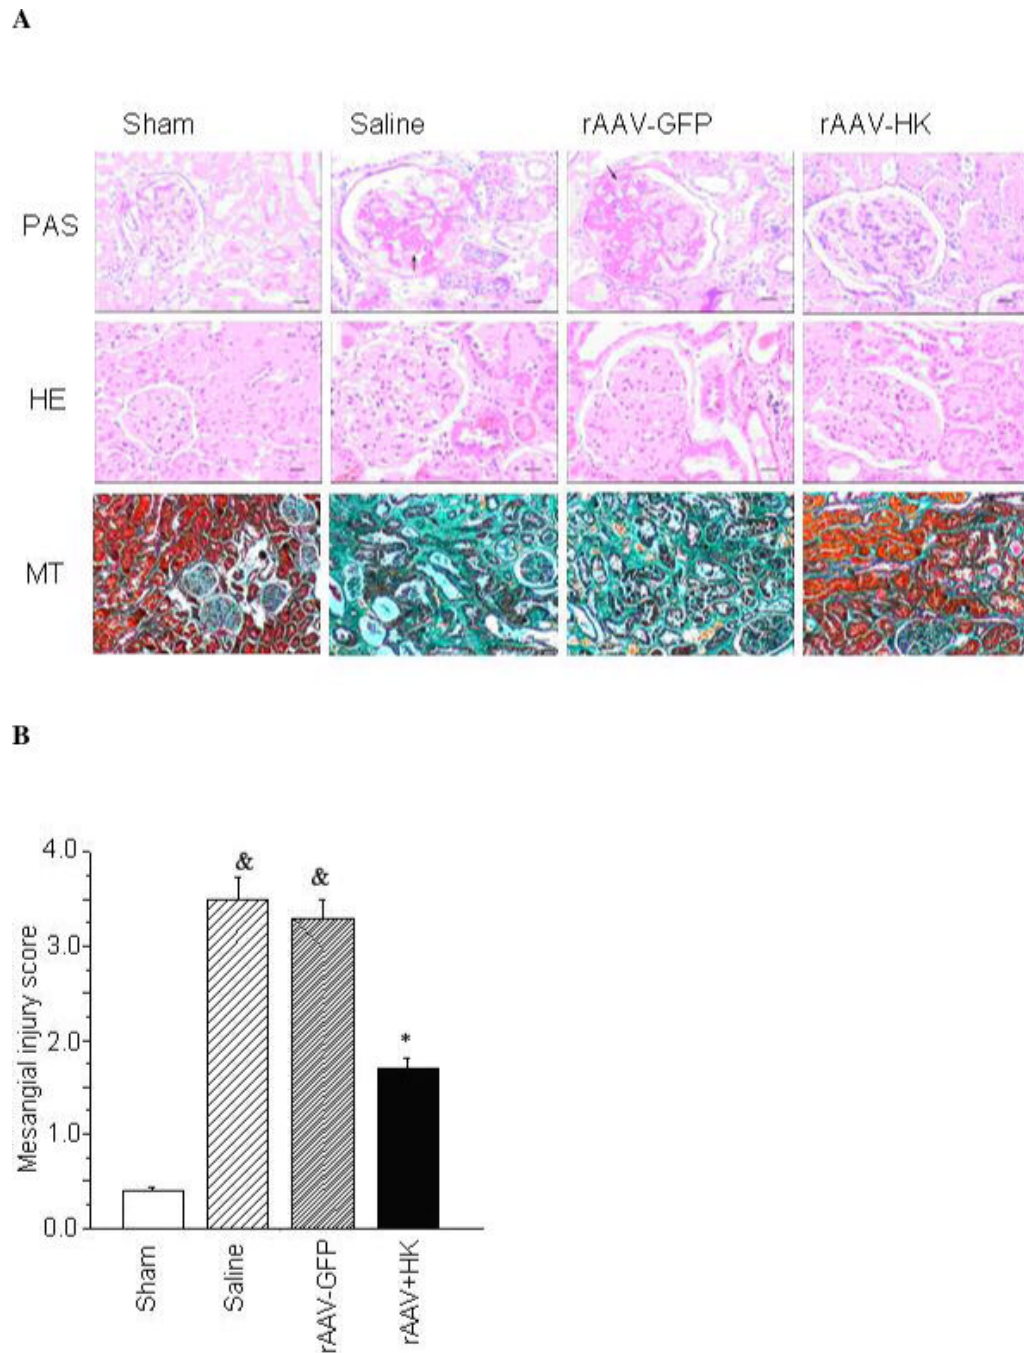 A
Sham Saline rAAV-GFP rAAV-HK
PAS
HE
MT
B
Mesangial injury score
4.0
3.0
2.0
1.0
0.0
&
&
*
Sham
Saline
rAAV-GFP
rAAV+HK